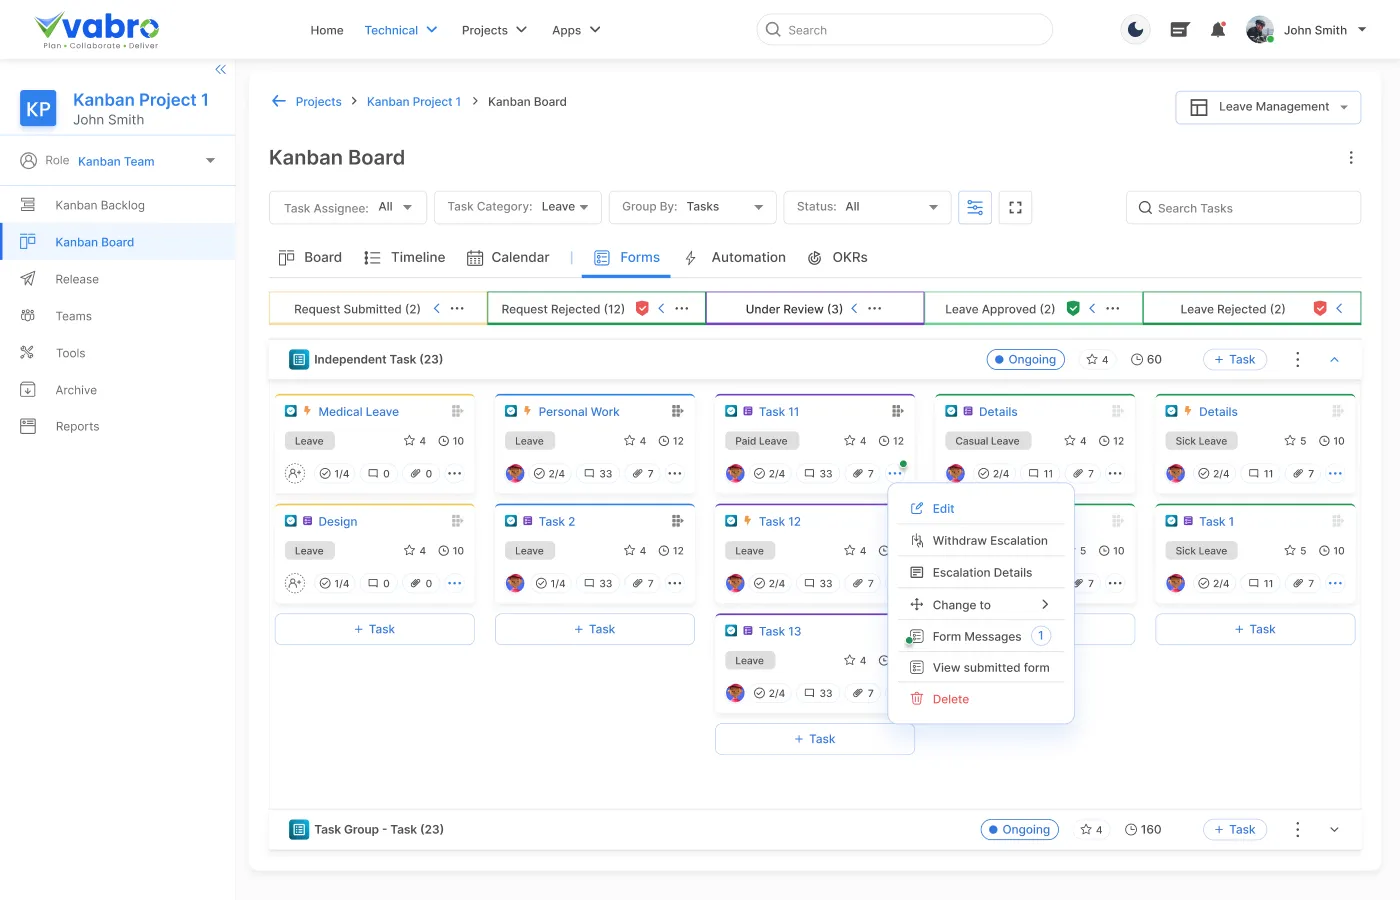 vabro
Plan • Collaborate • Deliver
Home Technical Projects Apps Search John Smith
KP Kanban Project 1
John Smith
Role Kanban Team
Kanban Backlog
Kanban Board
Release
Teams
Tools
Archive
Reports
Projects > Kanban Project 1 > Kanban Board
Leave Management
Kanban Board
Task Assignee: All Task Category: Leave Group By: Tasks Status: All Search Tasks
Board Timeline Calendar | Forms Automation OKRs
Request Submitted (2) Request Rejected (12) Under Review (3) Leave Approved (2) Leave Rejected (2)
Independent Task (23) Ongoing 4 60 + Task
Medical Leave Personal Work Task 11 Details Details
Leave 4 10 Leave 4 12 Paid Leave 4 12 Casual Leave 4 12 Sick Leave 5 10
1/4 0 0 2/4 33 7 2/4 33 7 2/4 11 7 2/4 11 7
Design Task 2 Task 12 Task 1
Leave 4 10 Leave 4 12 Leave 4 5 10 Sick Leave 5 10
1/4 0 0 1/4 33 7 2/4 33 7 7 2/4 11 7
+ Task + Task Task 13 + Task
Leave 4
2/4 33 7
+ Task
Edit
Withdraw Escalation
Escalation Details
Change to
Form Messages 1
View submitted form
Delete
Task Group - Task (23) Ongoing 4 160 + Task